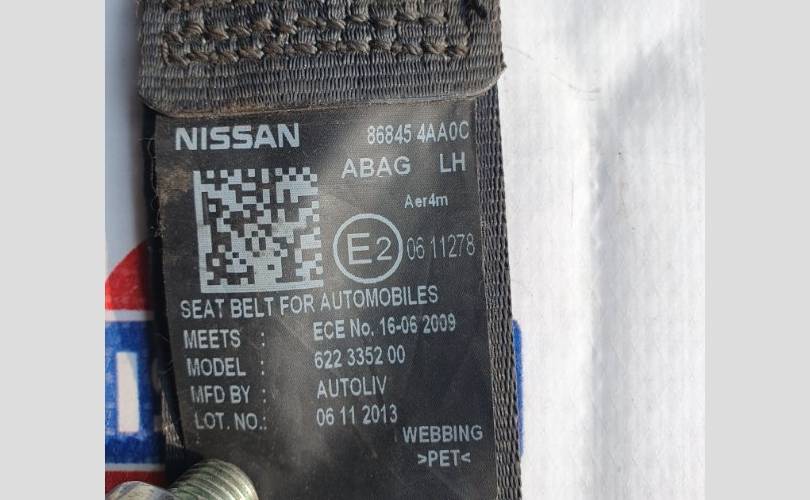 NISSAN 86845 4AA0C
ABAG LH
Aer4m
E2 06 11278
SEAT BELT FOR AUTOMOBILES
MEETS : ECE No. 16-06 2009
MODEL : 622 3352 00
MFD BY : AUTOLIV
LOT. NO.: 06 11 2013
WEBBING
>PET<